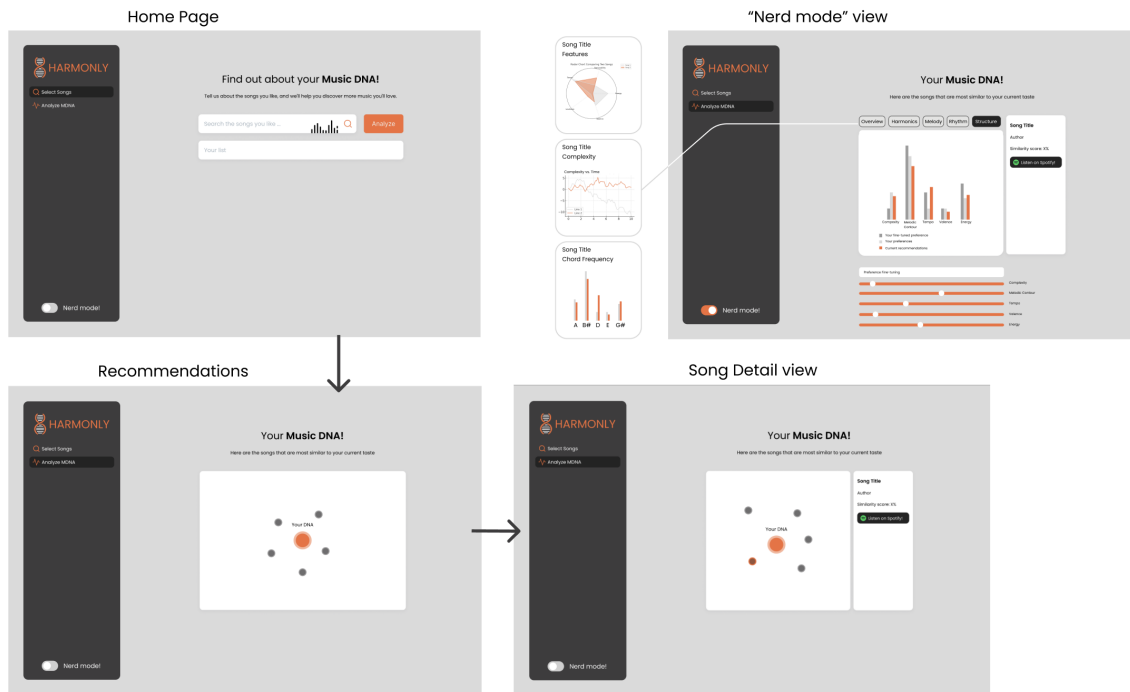 Home Page
HARMONLY
Select Songs
Analyze MDNA
Find out about your Music DNA!
Tell us about the songs you like, and we'll help you discover more music you'll love.
Search the songs you like ...
Analyze
Your list
Nerd mode!
"Nerd mode" view
Song Title
Features
Song Title
Complexity
Complexity vs. Time
0 2 4 6 8 10
Song Title
Chord Frequency
A B# D E G#
HARMONLY
Select Songs
Analyze MDNA
Nerd mode!
Your Music DNA!
Here are the songs that are most similar to your current taste
Overview Harmonics Melody Rhythm Structure
Complexity Melodic Contour Tempo Valence Energy
Your fine-tuned preference
Your preferences
Current recommendations
Song Title
Author
Similarity score: X%
Listen on Spotify!
Preference fine-tuning
Complexity
Melodic Contour
Tempo
Valence
Energy
Recommendations
HARMONLY
Select Songs
Analyze MDNA
Nerd mode!
Your Music DNA!
Here are the songs that are most similar to your current taste
Your DNA
Song Detail view
HARMONLY
Select Songs
Analyze MDNA
Nerd mode!
Your Music DNA!
Here are the songs that are most similar to your current taste
Your DNA
Song Title
Author
Similarity score: X%
Listen on Spotify!